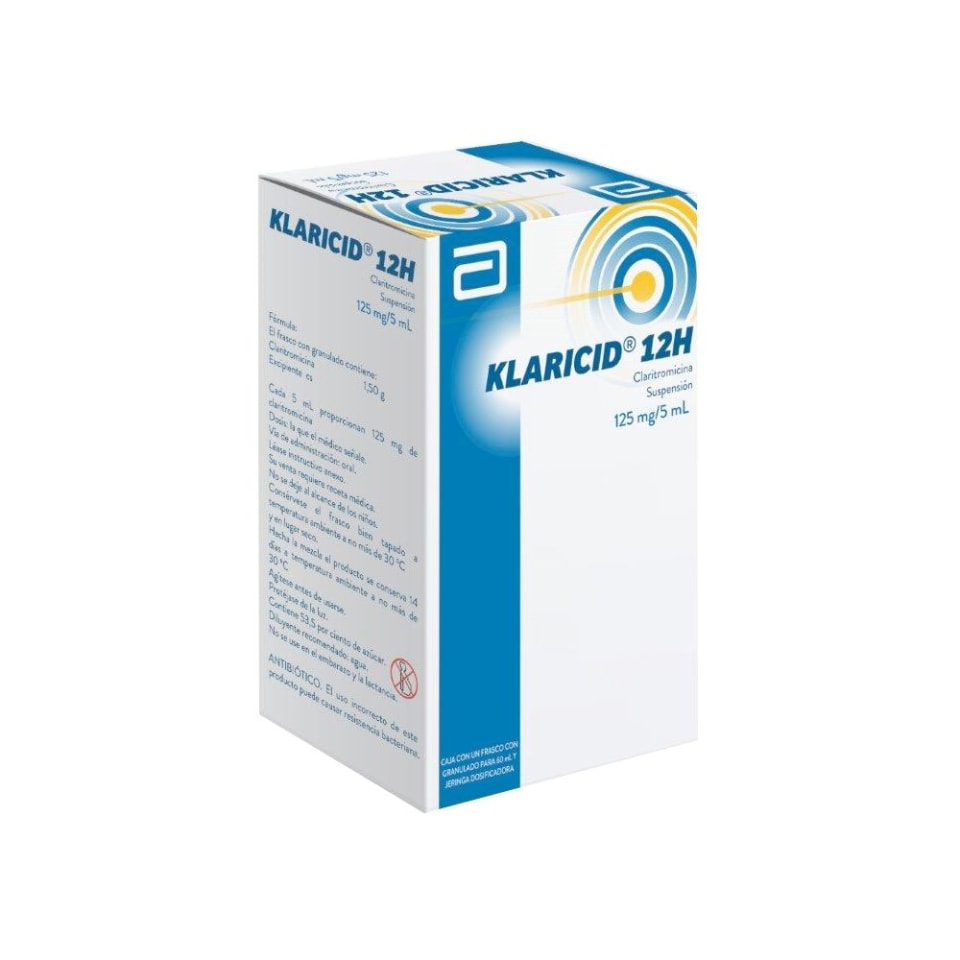 KLARICID® 12H
Claritromicina
Suspensión
125 mg/5 mL
KLARICID® 12H
Claritromicina
Suspensión
125 mg/5 mL
Fórmula:
El frasco con granulado contiene:
Claritromicina 1,50 g
Excipiente cs
Cada 5 mL proporcionan 125 mg de
claritromicina
Dosis: la que el médico señale.
Vía de administración: oral.
Léase instructivo anexo.
Su venta requiere receta médica.
No se deje al alcance de los niños.
Consérvese el frasco bien tapado a
temperatura ambiente a no más de 30 °C
y en lugar seco.
Hecha la mezcla el producto se conserva 14
días a temperatura ambiente a no más de
30 °C
Agítese antes de usarse.
Protéjase de la luz.
Contiene 53,5 por ciento de azúcar.
Diluyente recomendado: agua.
No se use en el embarazo y la lactancia.
ANTIBIÓTICO. El uso incorrecto de este
producto puede causar resistencia bacteriana.
KLARICID® 12H
Claritromicina
Suspensión
125 mg/5 mL
CAJA CON UN FRASCO CON
GRANULADO PARA 60 mL Y
JERINGA DOSIFICADORA